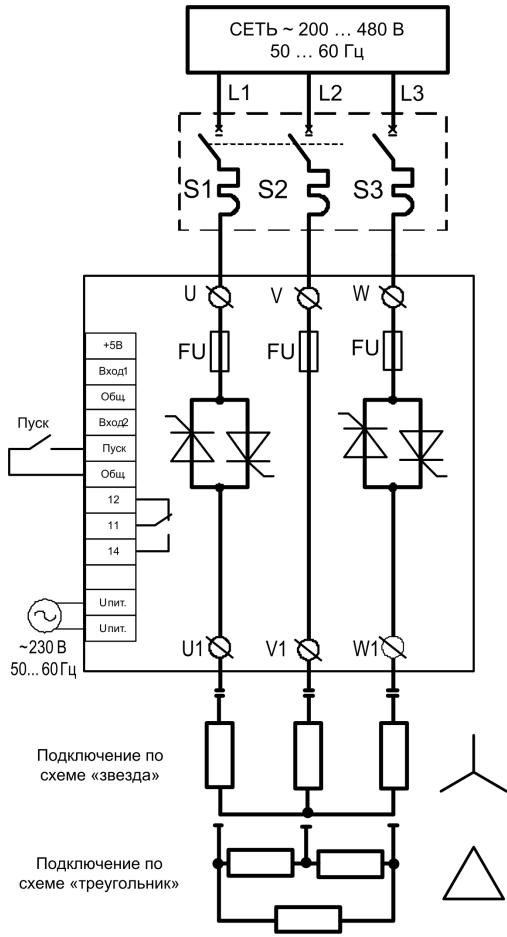 СЕТЬ ~ 200 ... 480 В
50 ... 60 Гц
L1 L2 L3
S1 S2 S3
U V W
FU FU FU
+5В
Вход1
Общ.
Вход2
Пуск
Пуск
Общ.
12
11
14
Uпит.
Uпит.
~230 В
50... 60 Гц
U1 V1 W1
Подключение по
схеме «звезда»
Подключение по
схеме «треугольник»